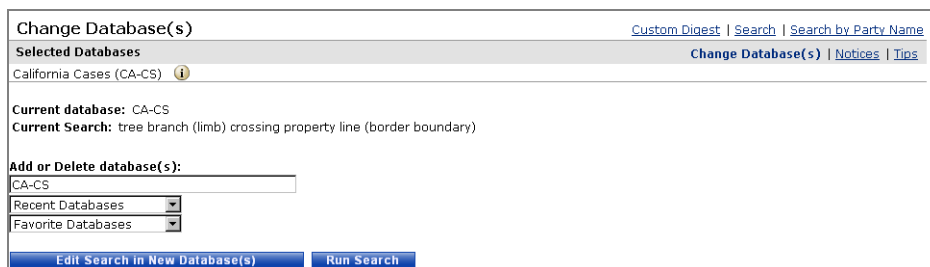 Change Database(s) Custom Digest | Search | Search by Party Name
Selected Databases Change Database(s) | Notices | Tips
California Cases (CA-CS) i
Current database: CA-CS
Current Search: tree branch (limb) crossing property line (border boundary)
Add or Delete database(s):
CA-CS
Recent Databases
Favorite Databases
Edit Search in New Database(s) Run Search